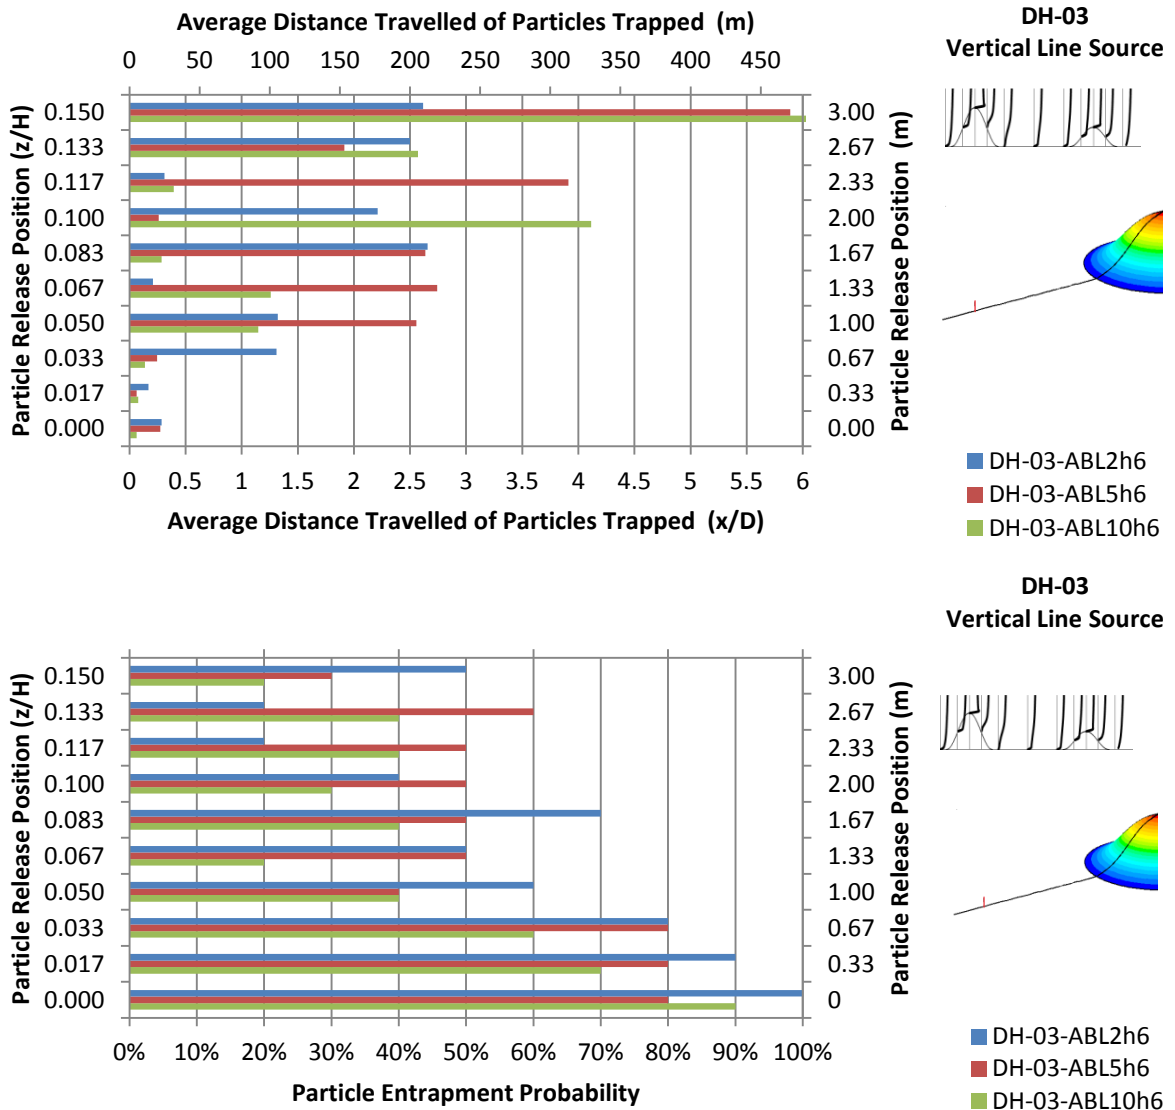 Average Distance Travelled of Particles Trapped (m)
0 50 100 150 200 250 300 350 400 450
Particle Release Position (z/H)
0.150
0.133
0.117
0.100
0.083
0.067
0.050
0.033
0.017
0.000
3.00
2.67
2.33
2.00
1.67
1.33
1.00
0.67
0.33
0.00
Particle Release Position (m)
0 0.5 1 1.5 2 2.5 3 3.5 4 4.5 5 5.5 6
Average Distance Travelled of Particles Trapped (x/D)
DH-03
Vertical Line Source
DH-03-ABL2h6
DH-03-ABL5h6
DH-03-ABL10h6
Particle Release Position (z/H)
0.150
0.133
0.117
0.100
0.083
0.067
0.050
0.033
0.017
0.000
3.00
2.67
2.33
2.00
1.67
1.33
1.00
0.67
0.33
0
Particle Release Position (m)
0% 10% 20% 30% 40% 50% 60% 70% 80% 90% 100%
Particle Entrapment Probability
DH-03
Vertical Line Source
DH-03-ABL2h6
DH-03-ABL5h6
DH-03-ABL10h6